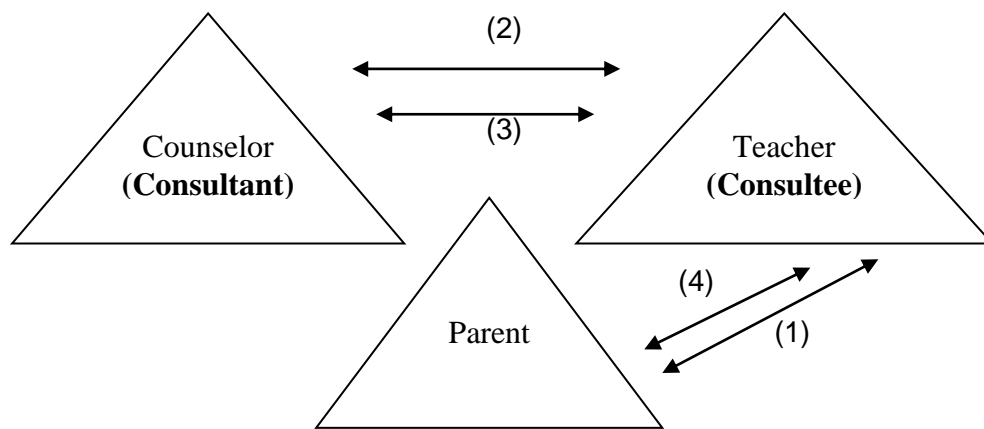 (2)
(3)
Counselor
(Consultant)
Teacher
(Consultee)
(4)
(1)
Parent